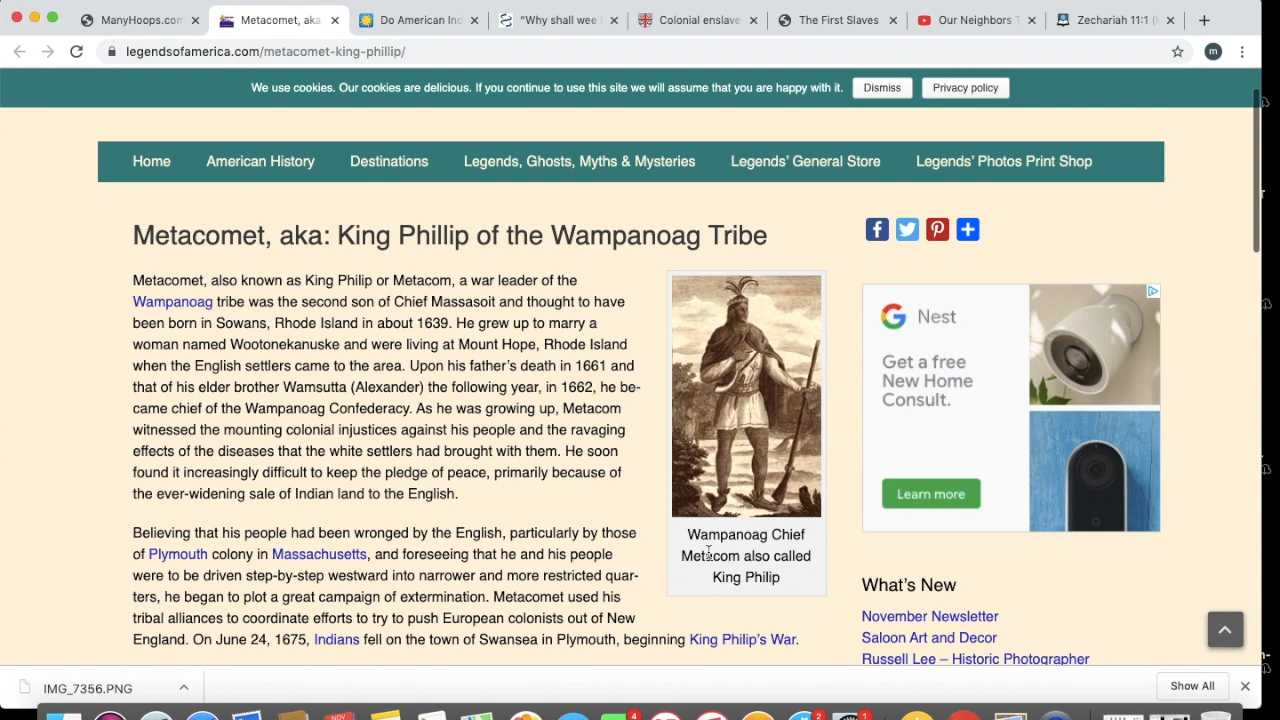 ManyHoops.com
Metacomet, aka
Do American Ind
"Why shall wee
Colonial enslave
The First Slaves
Our Neighbors
Zechariah 11:1
legendsofamerica.com/metacomet-king-phillip/
m
We use cookies. Our cookies are delicious. If you continue to use this site we will assume that you are happy with it.
Dismiss
Privacy policy
Home
American History
Destinations
Legends, Ghosts, Myths & Mysteries
Legends' General Store
Legends' Photos Print Shop
Metacomet, aka: King Phillip of the Wampanoag Tribe
Metacomet, also known as King Philip or Metacom, a war leader of the
Wampanoag tribe was the second son of Chief Massasoit and thought to have
been born in Sowans, Rhode Island in about 1639. He grew up to marry a
woman named Wootonekanuske and were living at Mount Hope, Rhode Island
when the English settlers came to the area. Upon his father's death in 1661 and
that of his elder brother Wamsutta (Alexander) the following year, in 1662, he be-
came chief of the Wampanoag Confederacy. As he was growing up, Metacom
witnessed the mounting colonial injustices against his people and the ravaging
effects of the diseases that the white settlers had brought with them. He soon
found it increasingly difficult to keep the pledge of peace, primarily because of
the ever-widening sale of Indian land to the English.
Believing that his people had been wronged by the English, particularly by those
of Plymouth colony in Massachusetts, and foreseeing that he and his people
were to be driven step-by-step westward into narrower and more restricted quar-
ters, he began to plot a great campaign of extermination. Metacomet used his
tribal alliances to coordinate efforts to try to push European colonists out of New
England. On June 24, 1675, Indians fell on the town of Swansea in Plymouth, beginning King Philip's War.
Wampanoag Chief
Metacom also called
King Philip
G Nest
Get a free
New Home
Consult.
Learn more
What's New
November Newsletter
Saloon Art and Decor
Russell Lee – Historic Photographer
IMG_7356.PNG
Show All
NOV
4
2
1